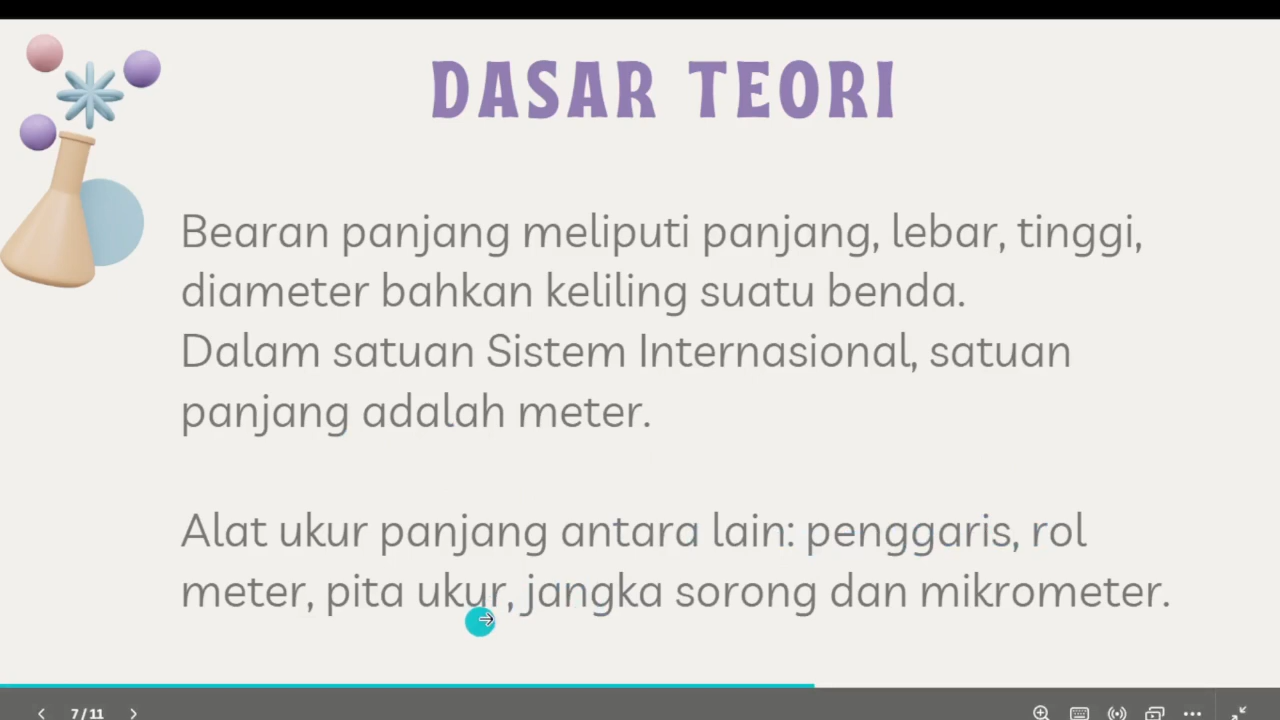 DASAR TEORI
Bearan panjang meliputi panjang, lebar, tinggi,
diameter bahkan keliling suatu benda.
Dalam satuan Sistem Internasional, satuan
panjang adalah meter.
Alat ukur panjang antara lain: penggaris, rol
meter, pita ukur, jangka sorong dan mikrometer.
7/11